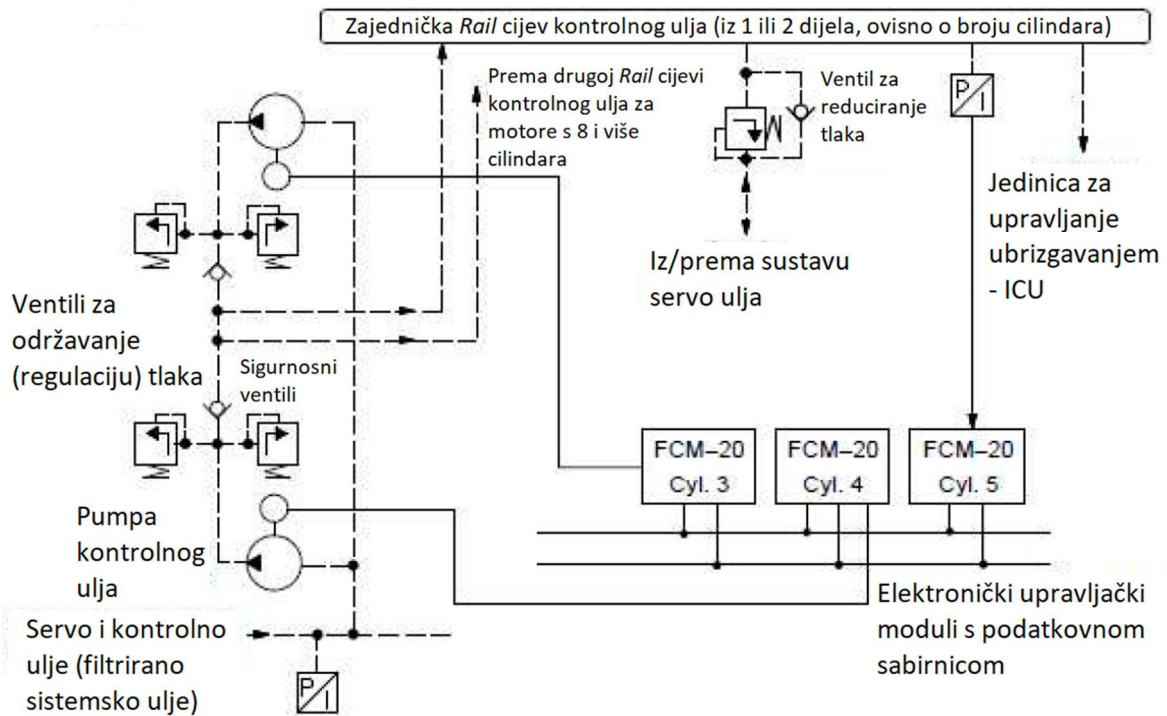 Zajednička Rail cijev kontrolnog ulja (iz 1 ili 2 dijela, ovisno o broju cilindara)
Prema drugoj Rail cijevi
kontrolnog ulja za
motore s 8 i više
cilindara
Ventil za
reduciranje
tlaka
P/I
Jedinica za
upravljanje
ubrizgavanjem
- ICU
Iz/prema sustavu
servo ulja
Ventili za
održavanje
(regulaciju) tlaka
Sigurnosni
ventili
FCM–20
Cyl. 3
FCM–20
Cyl. 4
FCM–20
Cyl. 5
Pumpa
kontrolnog
ulja
Servo i kontrolno
ulje (filtrirano
sistemsko ulje)
P/I
Elektronički upravljački
moduli s podatkovnom
sabirnicom